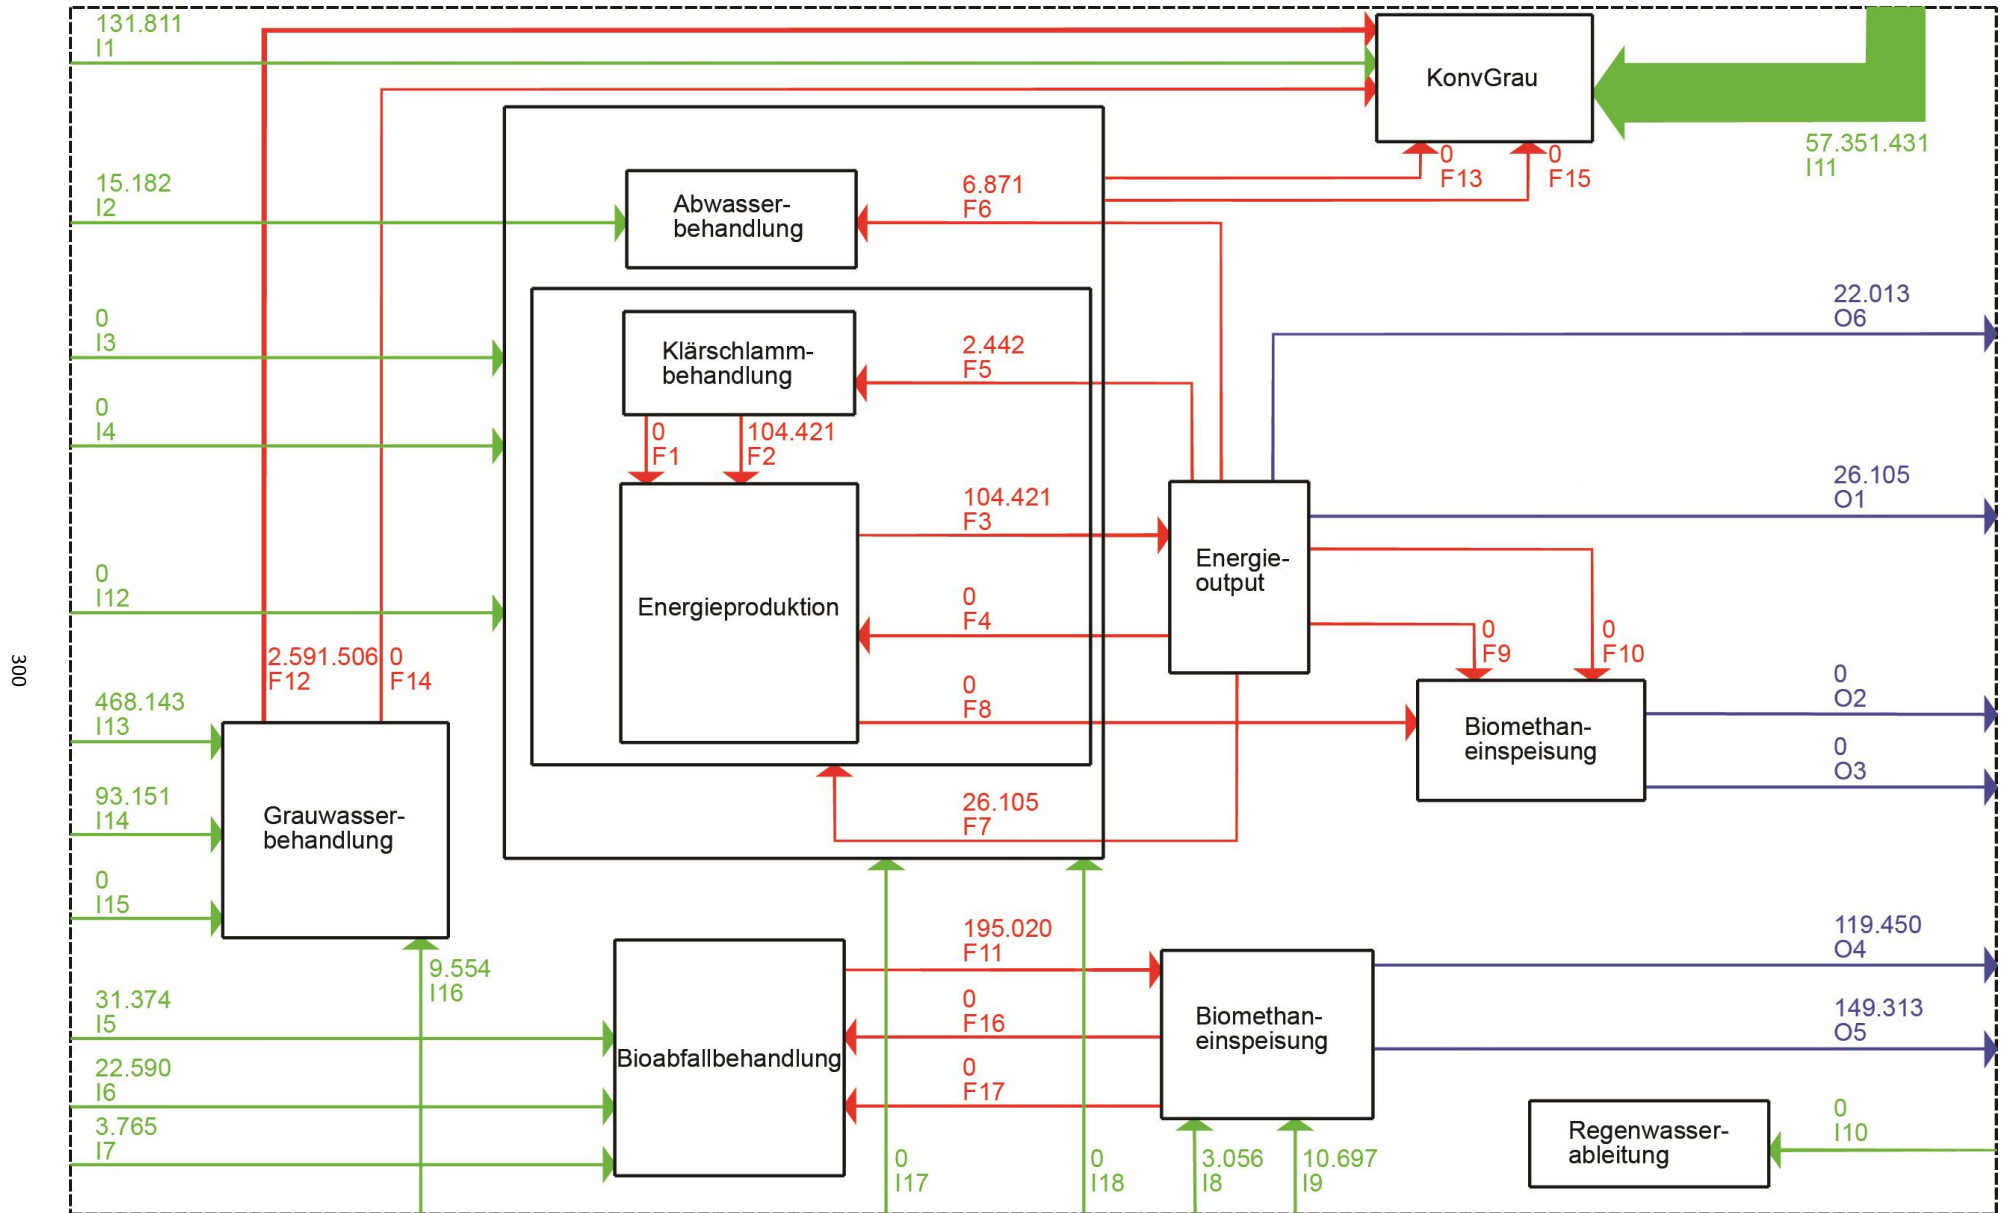 131.811
I1
KonvGrau
57.351.431
I11
0
F13
0
F15
15.182
I2
Abwasser-
behandlung
6.871
F6
0
I3
Klärschlamm-
behandlung
2.442
F5
22.013
O6
0
I4
0
F1
104.421
F2
104.421
F3
26.105
O1
Energie-
output
0
I12
Energieproduktion
0
F4
0
F9
0
F10
300
2.591.506
F12
0
F14
0
F8
468.143
I13
Biomethan-
einspeisung
0
O2
0
O3
93.151
I14
Grauwasser-
behandlung
26.105
F7
0
I15
195.020
F11
119.450
O4
9.554
I16
31.374
I5
0
F16
Biomethan-
einspeisung
149.313
O5
Bioabfallbehandlung
22.590
I6
0
F17
3.765
I7
0
I17
0
I18
3.056
I8
10.697
I9
Regenwasser-
ableitung
0
I10